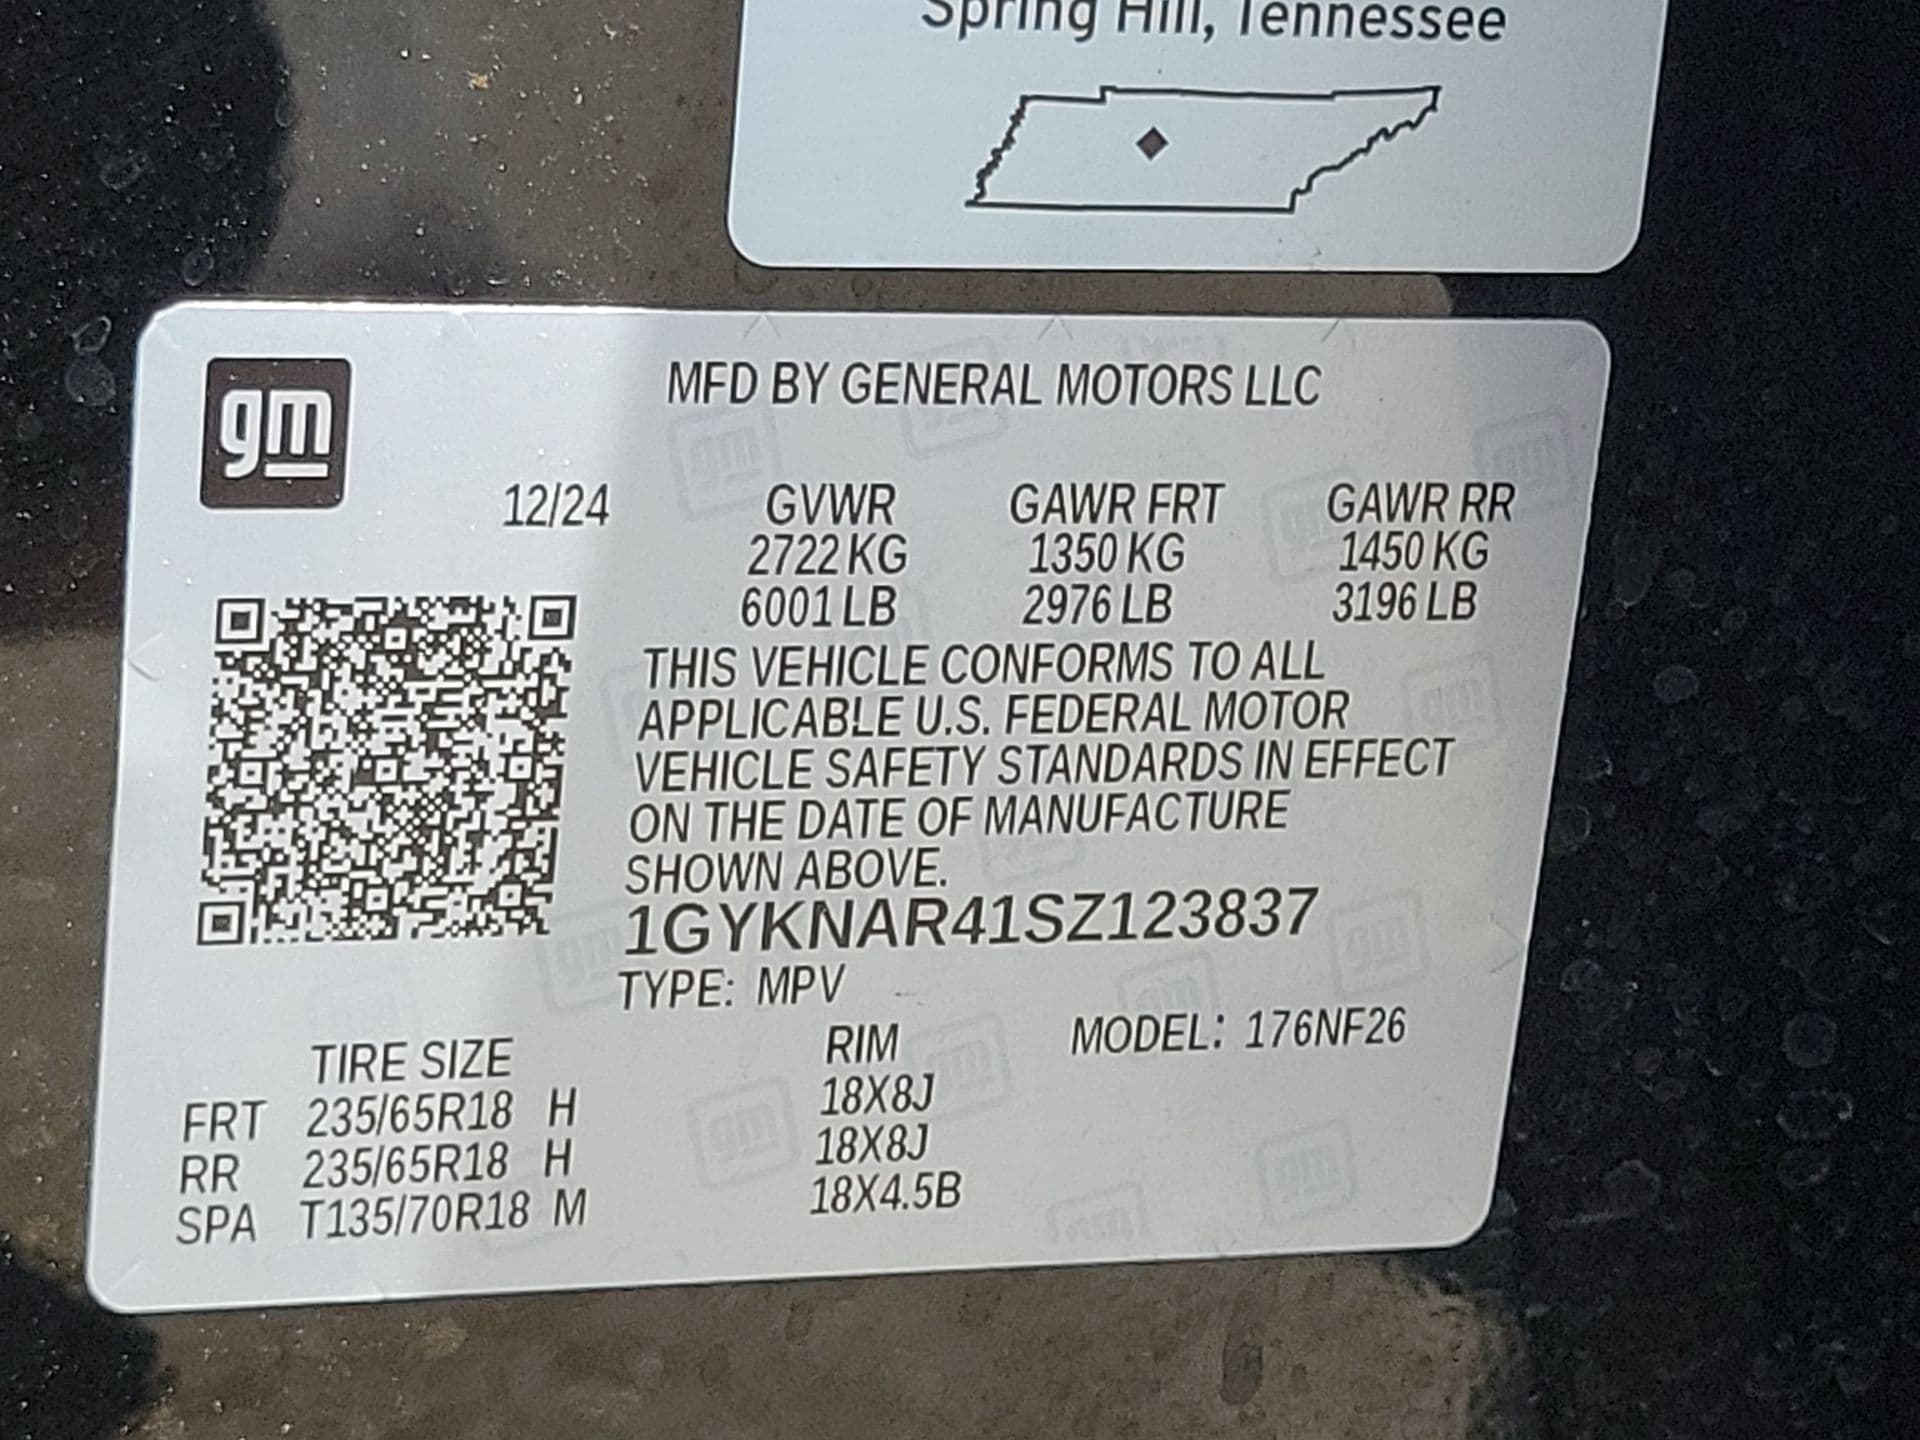 Spring Hill, Tennessee
gm
MFD BY GENERAL MOTORS LLC
12/24 GVWR GAWR FRT GAWR RR
2722 KG 1350 KG 1450 KG
6001 LB 2976 LB 3196 LB
THIS VEHICLE CONFORMS TO ALL
APPLICABLE U.S. FEDERAL MOTOR
VEHICLE SAFETY STANDARDS IN EFFECT
ON THE DATE OF MANUFACTURE
SHOWN ABOVE.
1GYKNAR41SZ123837
TYPE: MPV
TIRE SIZE RIM MODEL: 176NF26
FRT 235/65R18 H 18X8J
RR 235/65R18 H 18X8J
SPA T135/70R18 M 18X4.5B